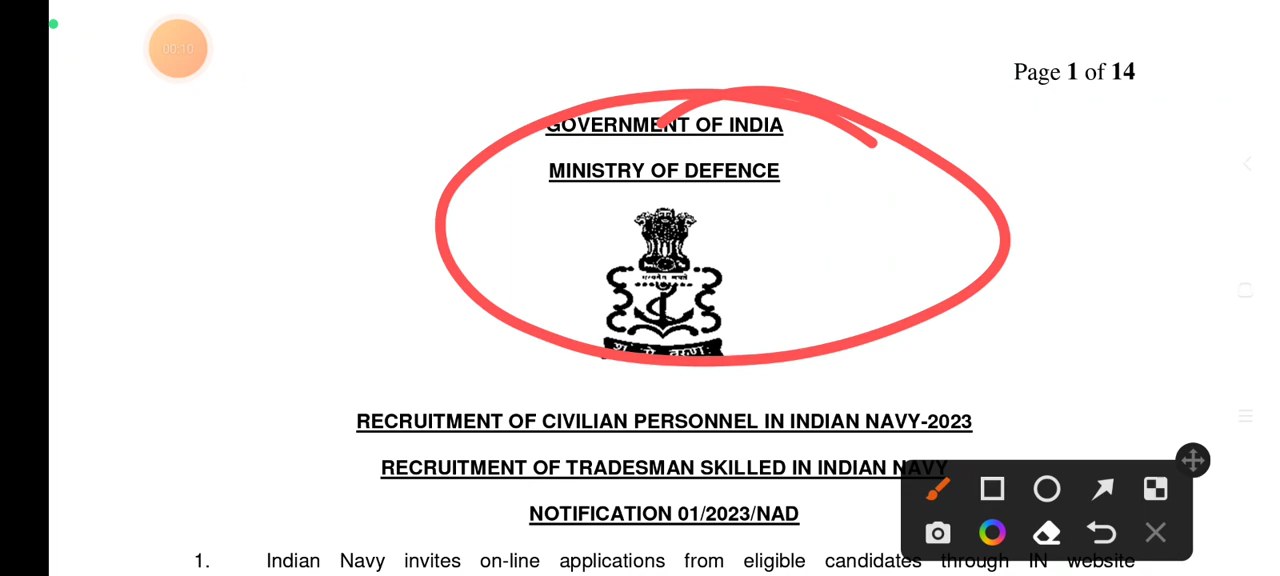 00:10
Page 1 of 14
GOVERNMENT OF INDIA
MINISTRY OF DEFENCE
RECRUITMENT OF CIVILIAN PERSONNEL IN INDIAN NAVY-2023
RECRUITMENT OF TRADESMAN SKILLED IN INDIAN NAVY
NOTIFICATION 01/2023/NAD
1. Indian Navy invites on-line applications from eligible candidates through IN website